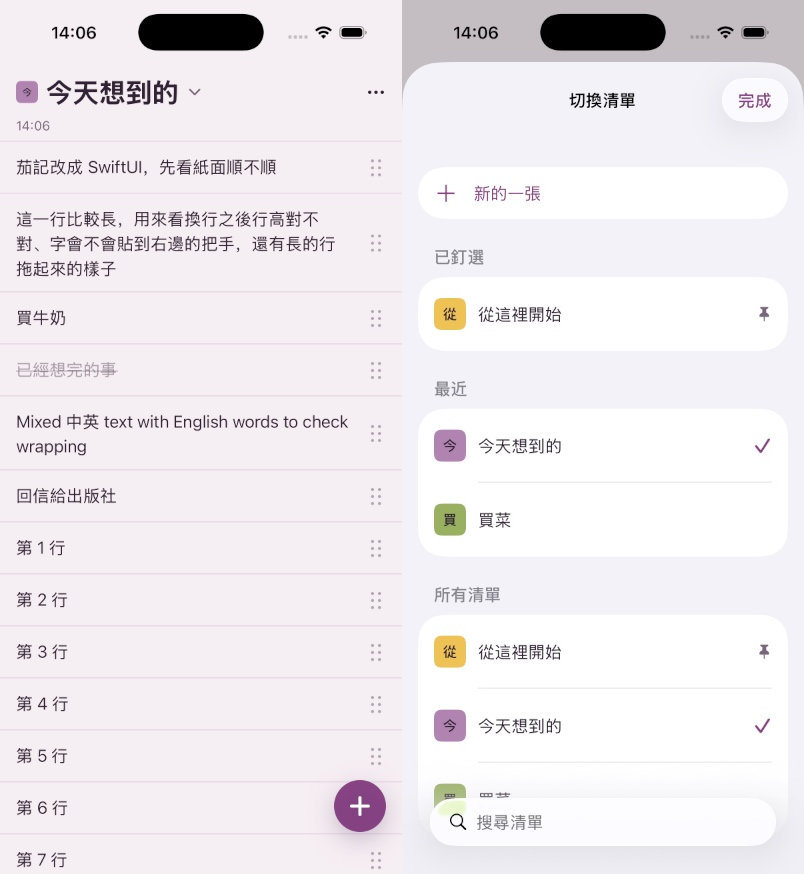 14:06
今 今天想到的
14:06
茄記改成 SwiftUI，先看紙面順不順
這一行比較長，用來看換行之後行高對不
對、字會不會貼到右邊的把手，還有長的行
拖起來的樣子
買牛奶
已經想完的事
Mixed 中英 text with English words to check
wrapping
回信給出版社
第 1 行
第 2 行
第 3 行
第 4 行
第 5 行
第 6 行
第 7 行
14:06
切換清單
完成
新的一張
已釘選
從 從這裡開始
最近
今 今天想到的
買 買菜
所有清單
從 從這裡開始
今 今天想到的
買 買菜
搜尋清單